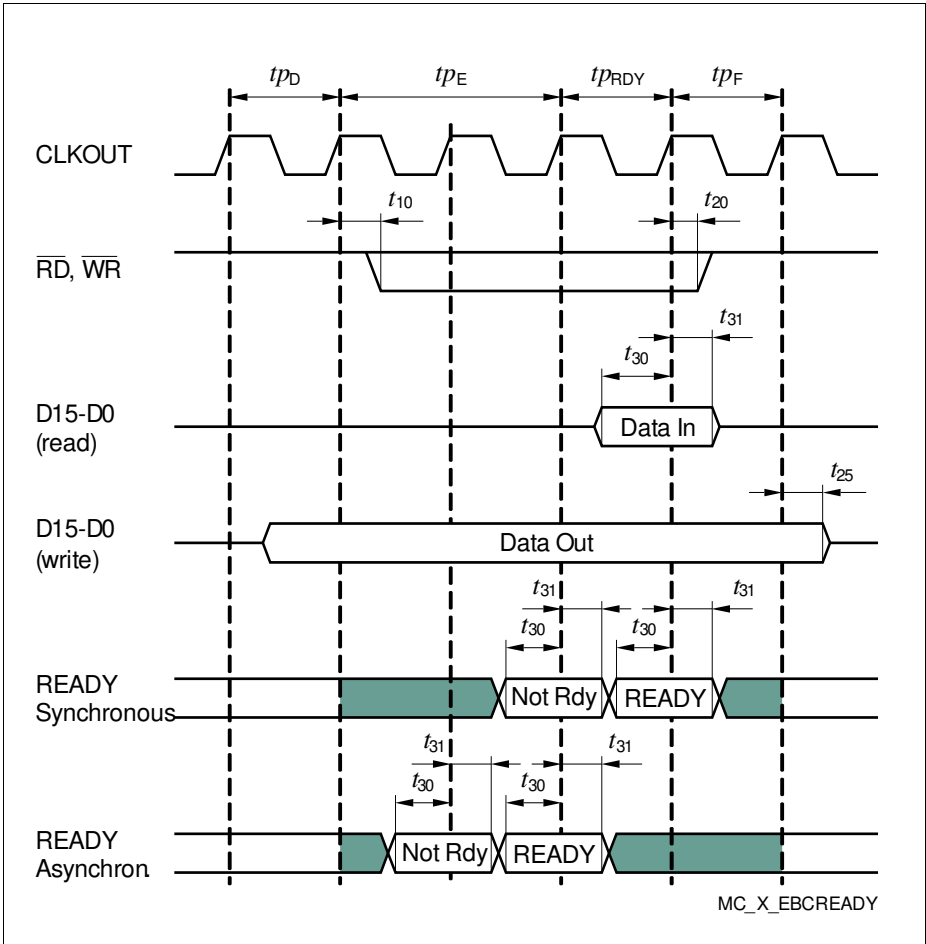 tpD tpE tpRDY tpF
CLKOUT
t10 t20
RD, WR
t31
t30
D15-D0
(read)
Data In
t25
D15-D0
(write)
Data Out
t31 t31
t30 t30
READY
Synchronous
Not Rdy READY
t31 t31
t30 t30
READY
Asynchron.
Not Rdy READY
MC_X_EBCREADY